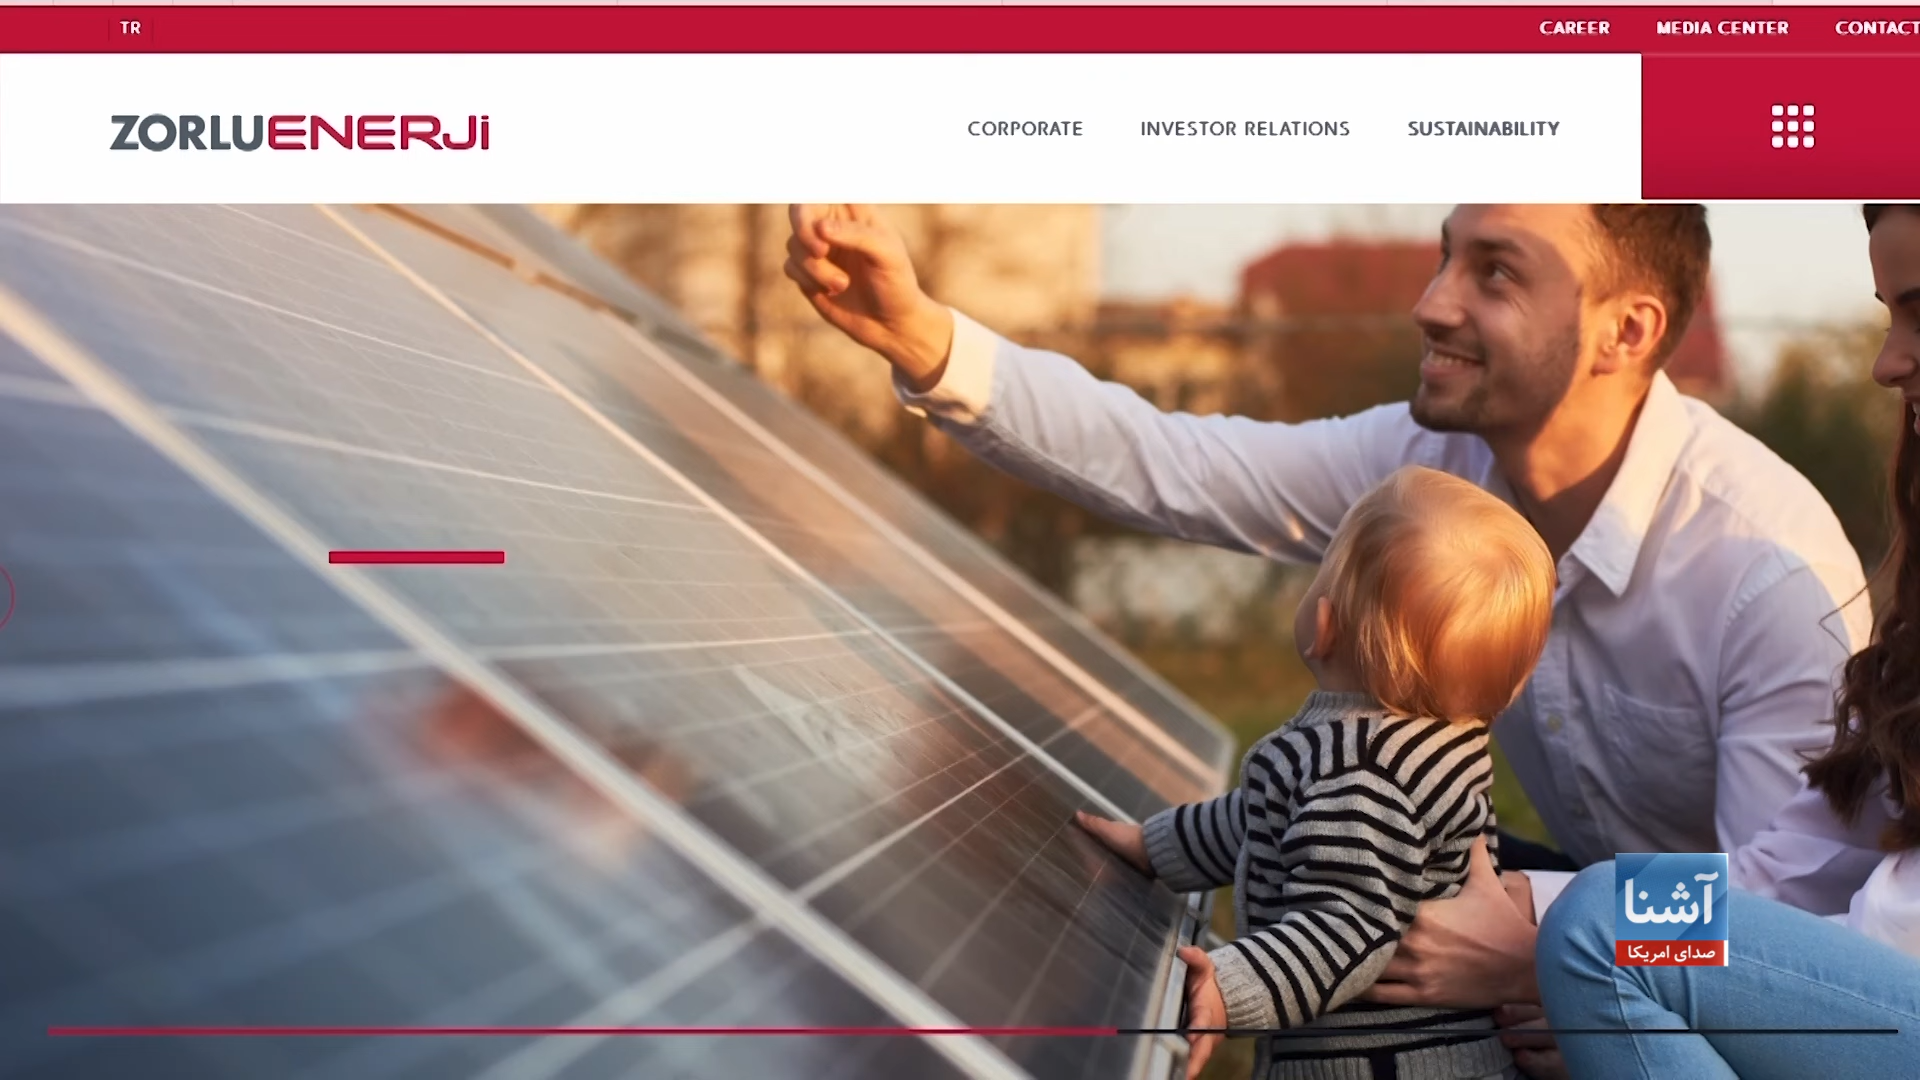 TR
CAREER
MEDIA CENTER
CONTACT
ZORLUENERJi
CORPORATE
INVESTOR RELATIONS
SUSTAINABILITY
آشنا
صدای امریکا